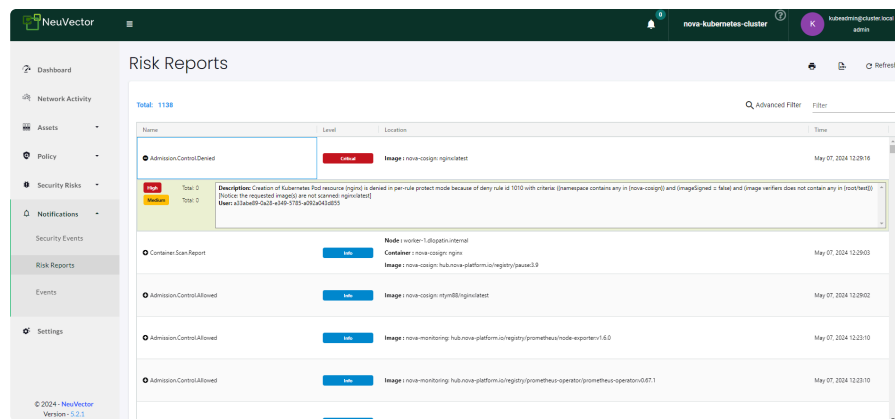 NeuVector
0
nova-kubernetes-cluster
?
K
kubeadmin@cluster.local
admin
Dashboard
Network Activity
Assets
Policy
Security Risks
Notifications
Security Events
Risk Reports
Events
Settings
© 2024 - NeuVector
Version - 5.2.1
Risk Reports
Refresh
Total: 1138
Advanced Filter
Filter
Name Level Location Time
Admission.Control.Denied Critical Image : nova-cosign: nginx:latest May 07, 2024 12:29:16
High Total: 0
Medium Total: 0
Description: Creation of Kubernetes Pod resource (nginx) is denied in per-rule protect mode because of deny rule id 1010 with criteria: ((namespace contains any in {nova-cosign}) and (imageSigned = false) and (image verifiers does not contain any in {root/test}))
[Notice: the requested image(s) are not scanned: nginx:latest]
User: a33abe89-0a28-e349-5785-a092a043d855
Container.Scan.Report Info
Node : worker-1.dlopatin.internal
Container : nova-cosign: nginx
Image : nova-cosign: hub.nova-platform.io/registry/pause:3.9
May 07, 2024 12:29:03
Admission.Control.Allowed Info Image : nova-cosign: ntym88/nginx:latest May 07, 2024 12:29:02
Admission.Control.Allowed Info Image : nova-monitoring: hub.nova-platform.io/registry/prometheus/node-exporter:v1.6.0 May 07, 2024 12:23:10
Admission.Control.Allowed Info Image : nova-monitoring: hub.nova-platform.io/registry/prometheus-operator/prometheus-operator:v0.67.1 May 07, 2024 12:23:10